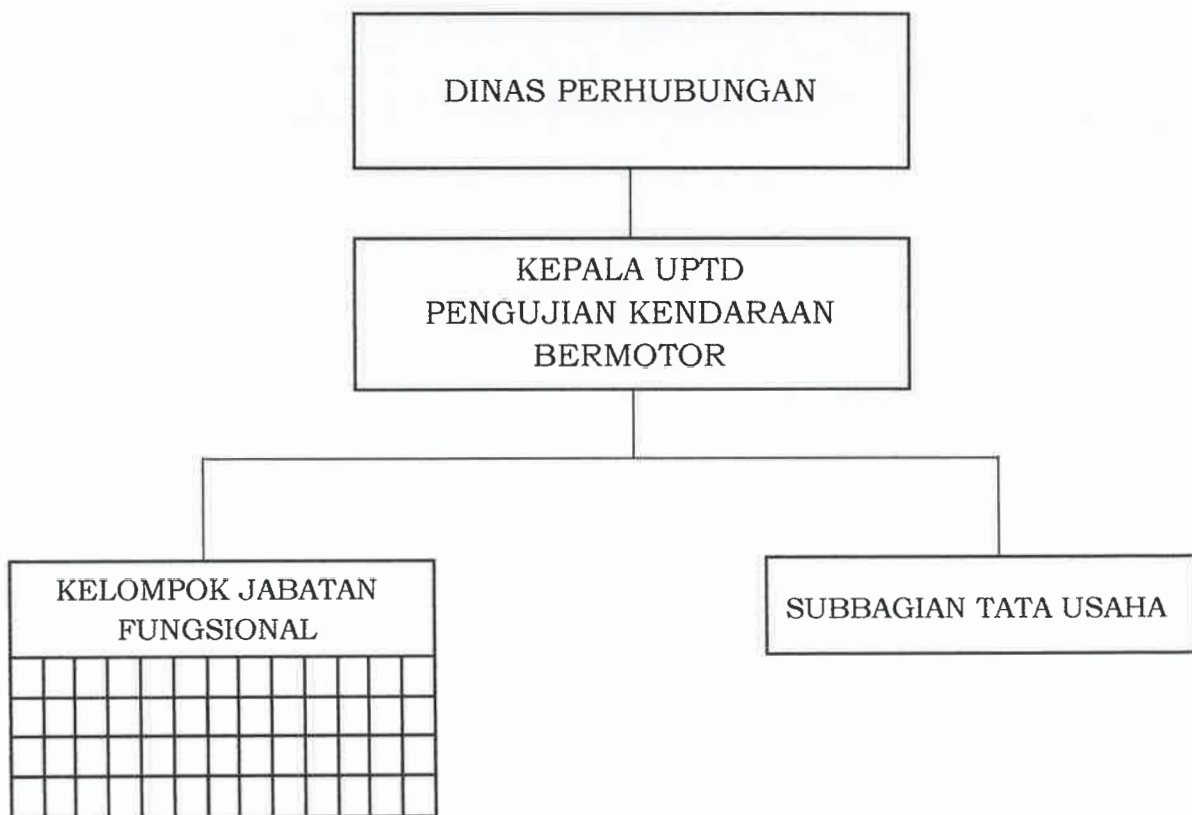 DINAS PERHUBUNGAN
KEPALA UPTD
PENGUJIAN KENDARAAN
BERMOTOR
KELOMPOK JABATAN
FUNGSIONAL
SUBBAGIAN TATA USAHA